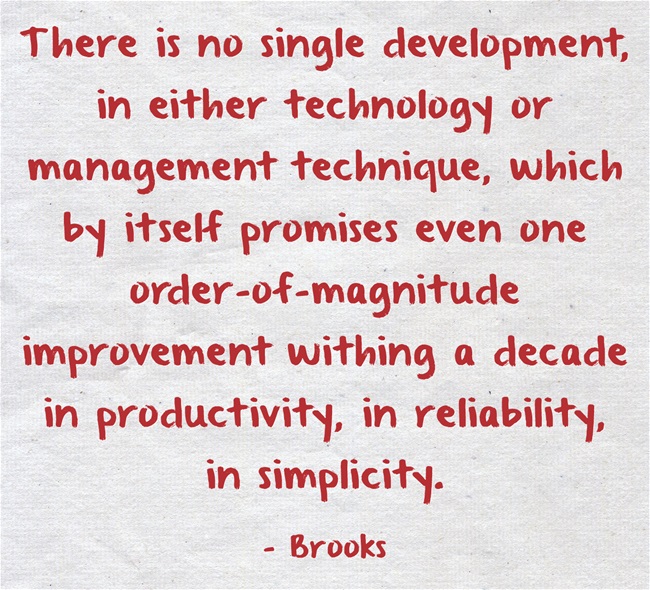 There is no single development,
in either technology or
management technique, which
by itself promises even one
order-of-magnitude
improvement withing a decade
in productivity, in reliability,
in simplicity.
- Brooks